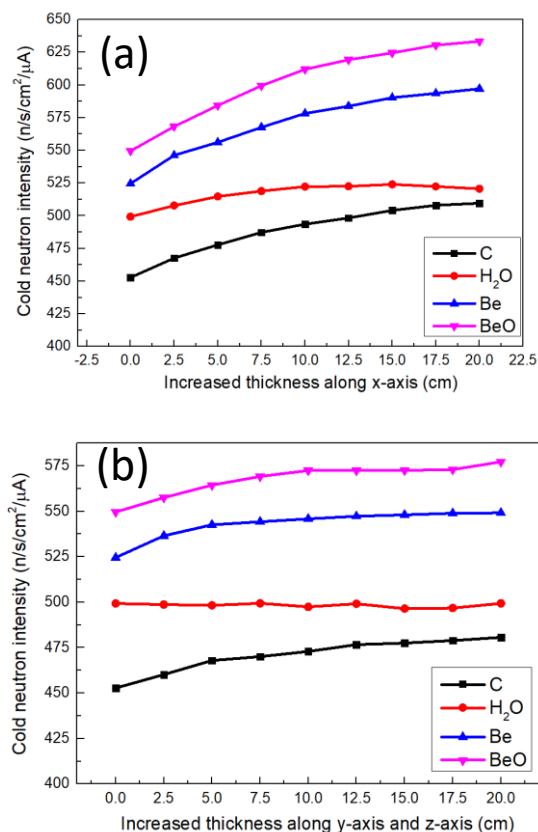 (a)
Cold neutron intensity (n/s/cm²/μA)
650
625
600
575
550
525
500
475
450
425
400
C
H₂O
Be
BeO
-2.5 0.0 2.5 5.0 7.5 10.0 12.5 15.0 17.5 20.0 22.5
Increased thickness along x-axis (cm)
(b)
Cold neutron intensity (n/s/cm²/μA)
575
550
525
500
475
450
425
400
C
H₂O
Be
BeO
0.0 2.5 5.0 7.5 10.0 12.5 15.0 17.5 20.0
Increased thickness along y-axis and z-axis (cm)